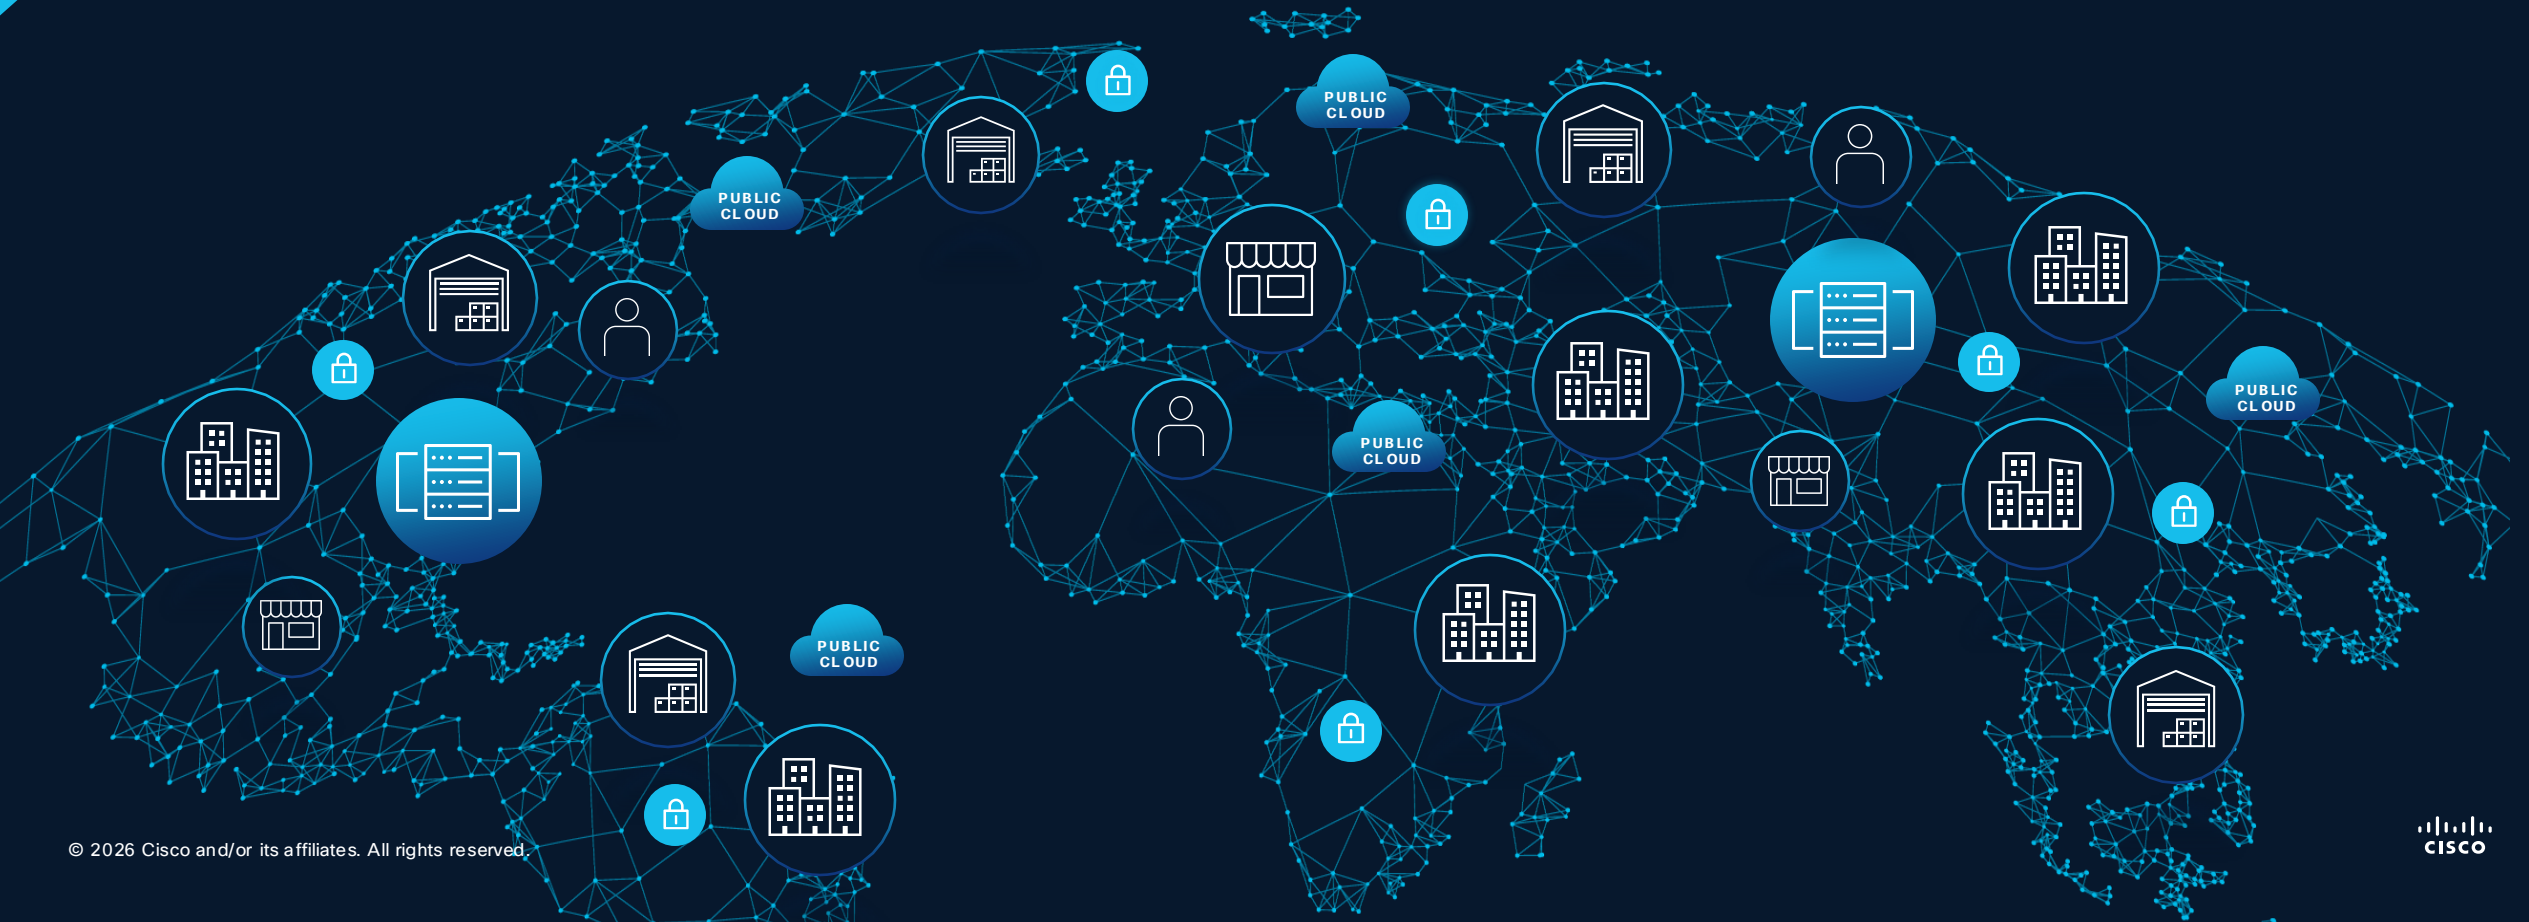 PUBLIC
CLOUD
PUBLIC
CLOUD
PUBLIC
CLOUD
PUBLIC
CLOUD
PUBLIC
CLOUD
© 2026 Cisco and/or its affiliates. All rights reserved.
CISCO